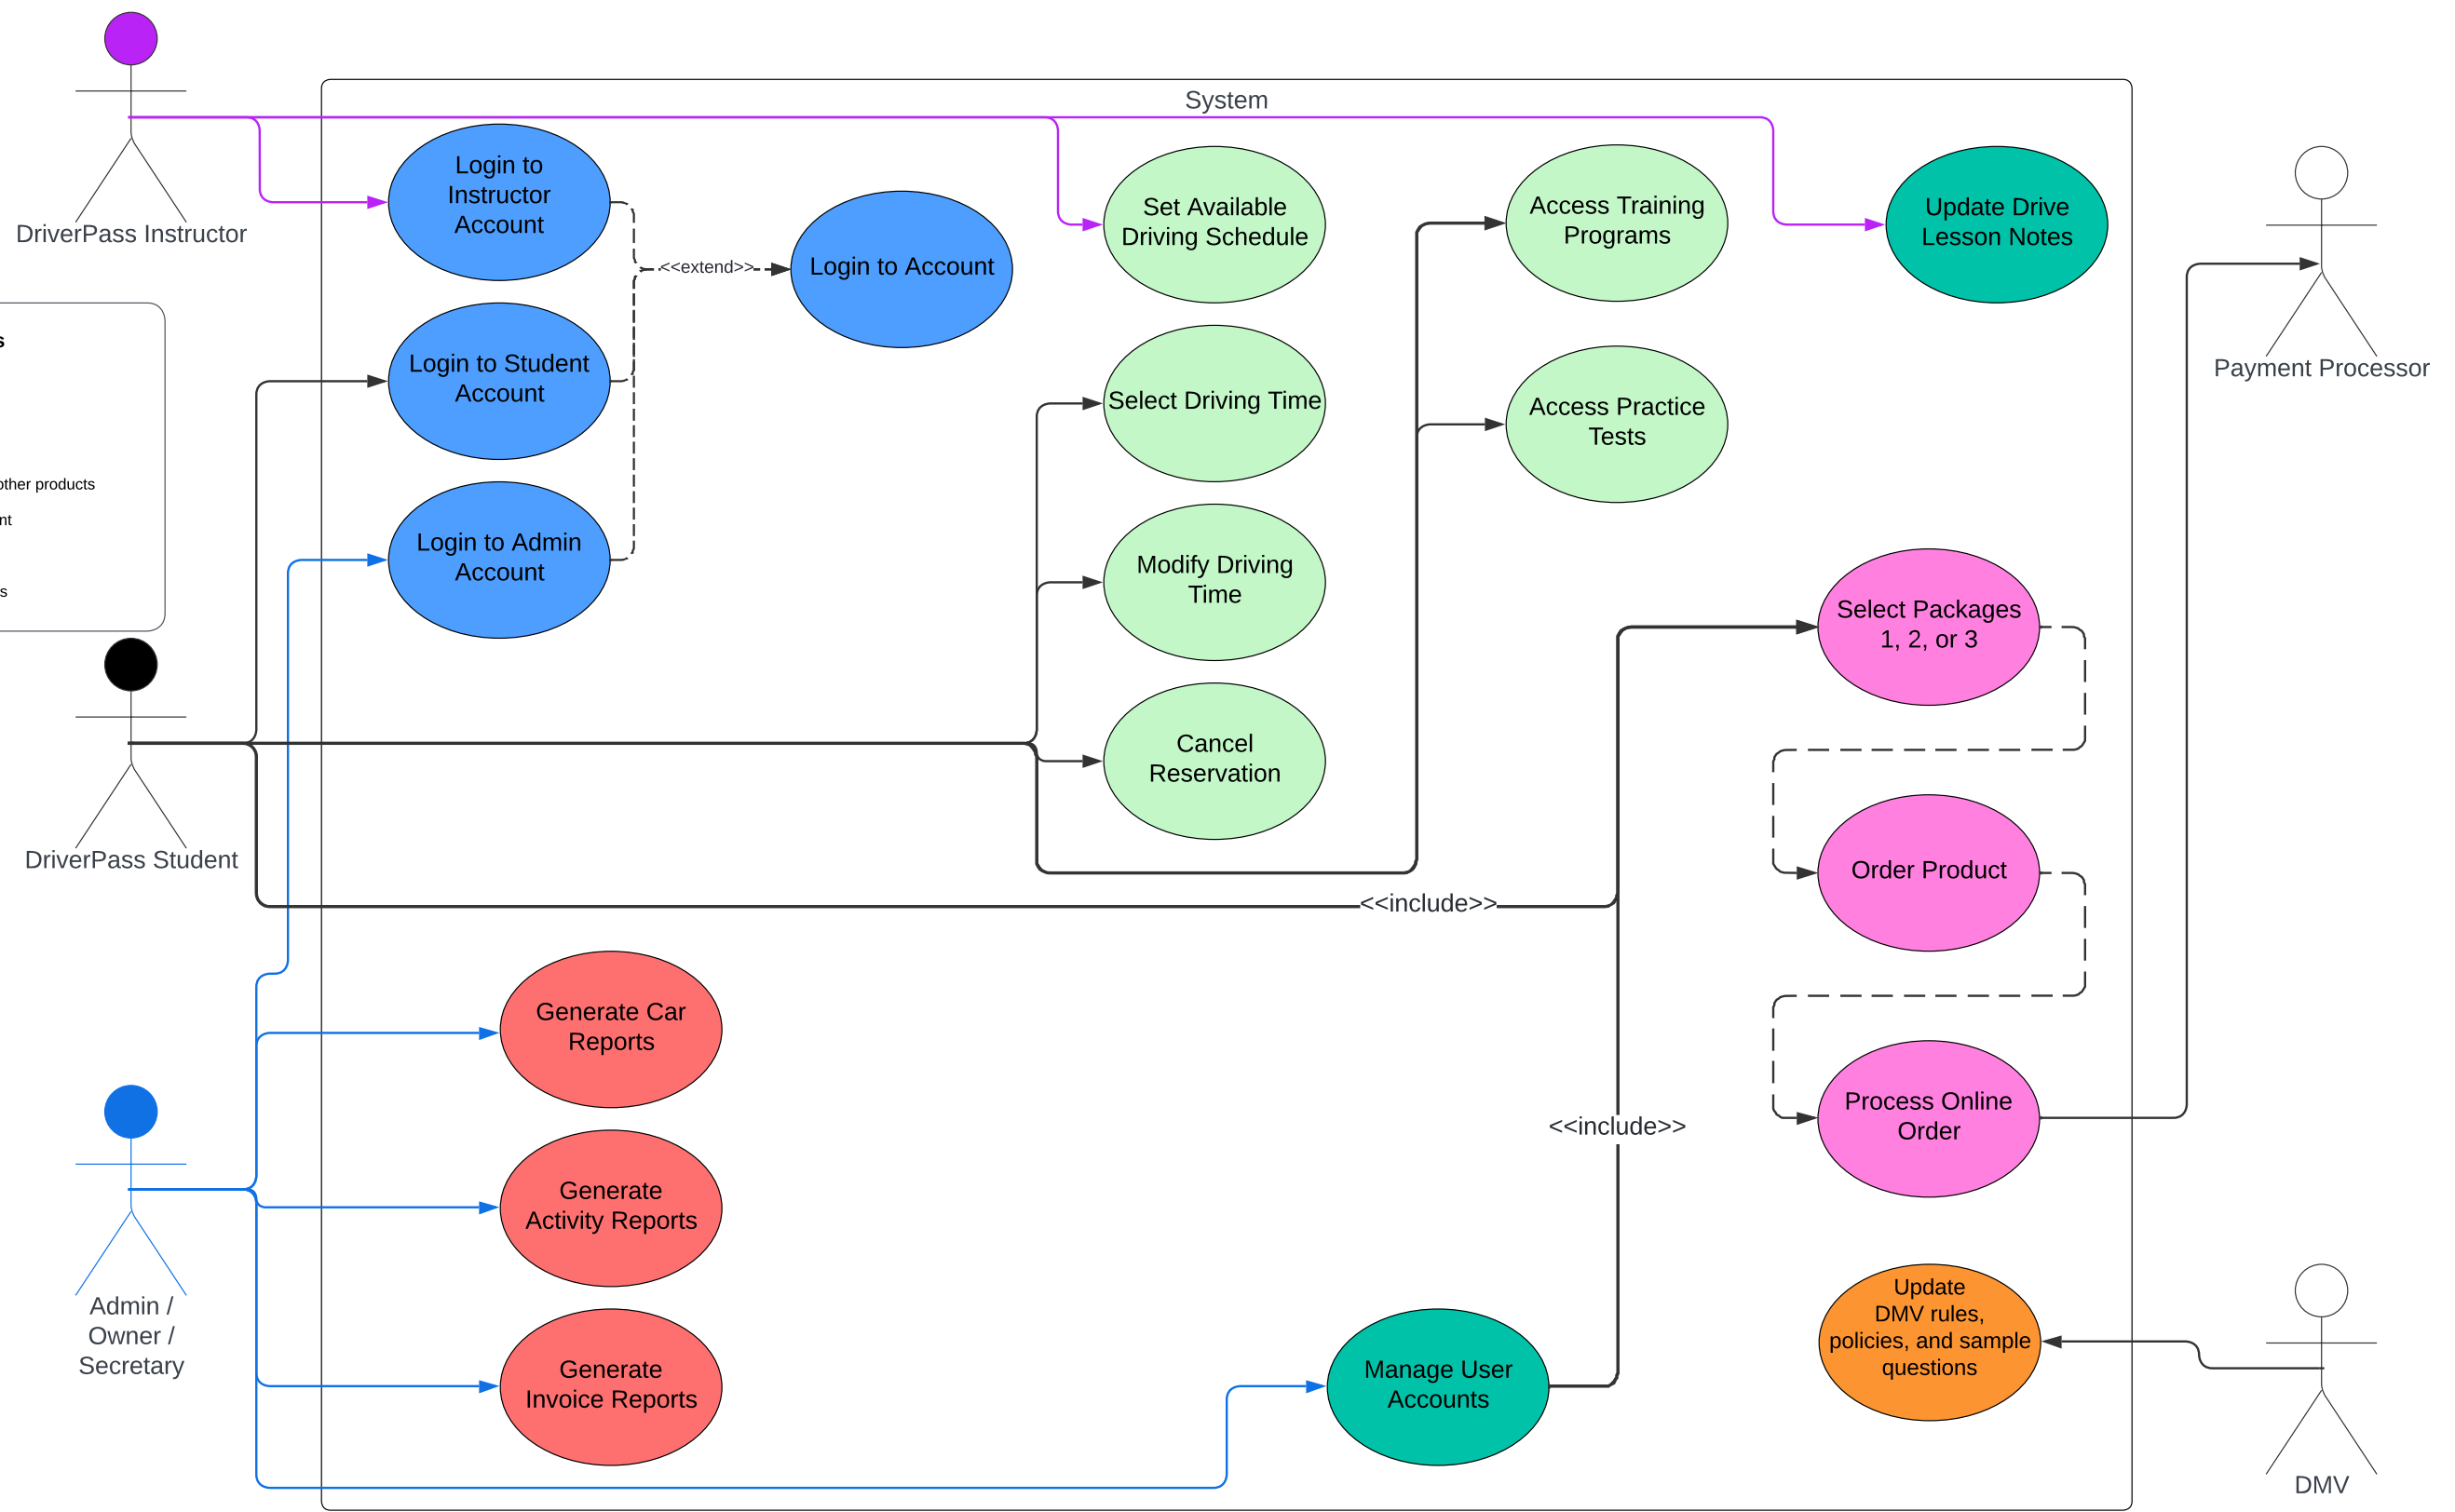 System
DriverPass Instructor
Login to
Instructor
Account
<<extend>>
Login to Account
Set Available
Driving Schedule
Access Training
Programs
Update Drive
Lesson Notes
Payment Processor
s
other products
nt
s
Login to Student
Account
Select Driving Time
Access Practice
Tests
Login to Admin
Account
Modify Driving
Time
Select Packages
1, 2, or 3
DriverPass Student
Cancel
Reservation
Order Product
<<include>>
Generate Car
Reports
<<include>>
Process Online
Order
Admin /
Owner /
Secretary
Generate
Activity Reports
Generate
Invoice Reports
Manage User
Accounts
Update
DMV rules,
policies, and sample
questions
DMV